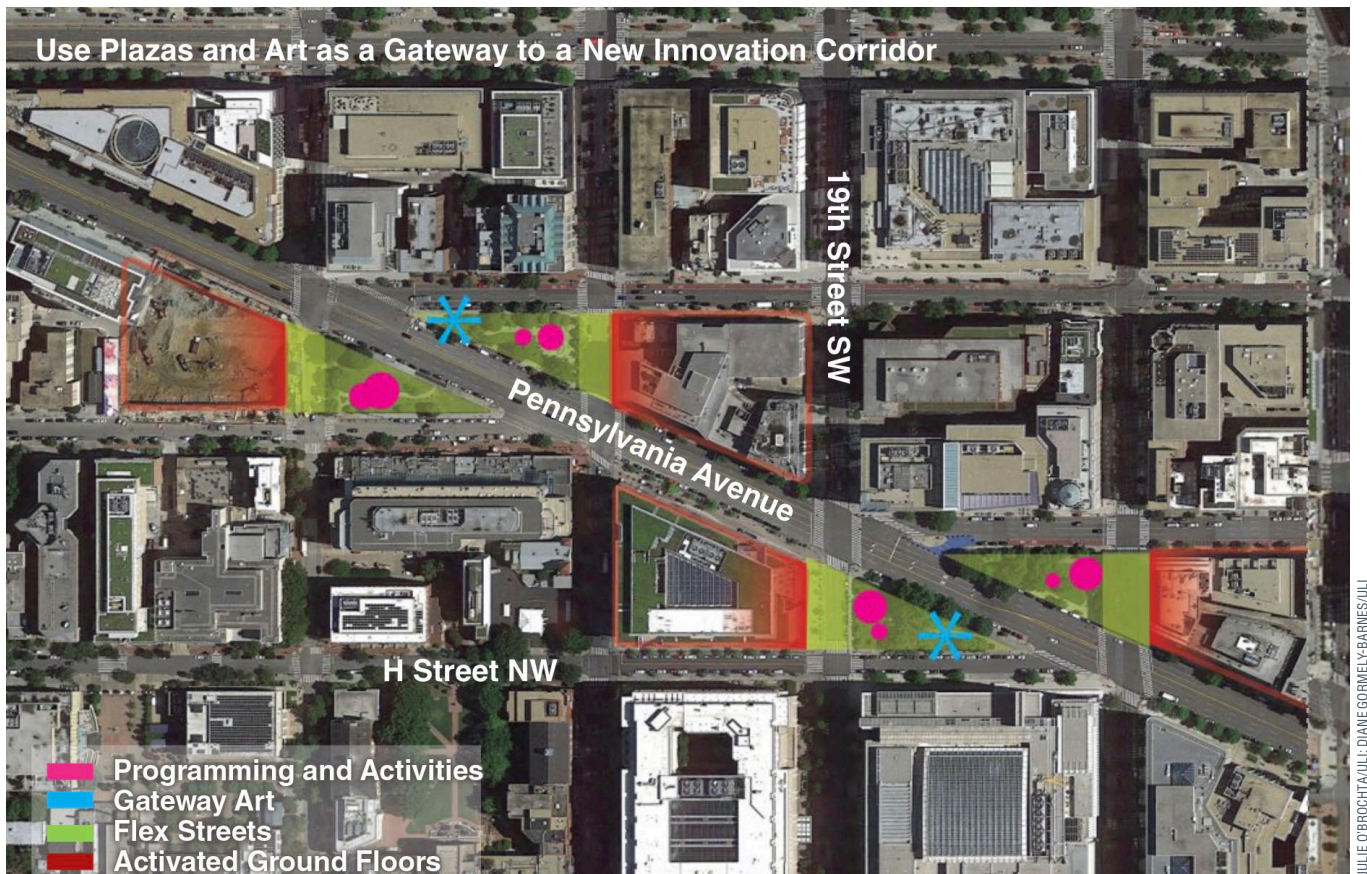 Use Plazas and Art as a Gateway to a New Innovation Corridor
19th Street SW
Pennsylvania Avenue
H Street NW
Programming and Activities
Gateway Art
Flex Streets
Activated Ground Floors
JULIE O'BROCHTA/ULI; DIANE GORMELY-BARNES/ULI